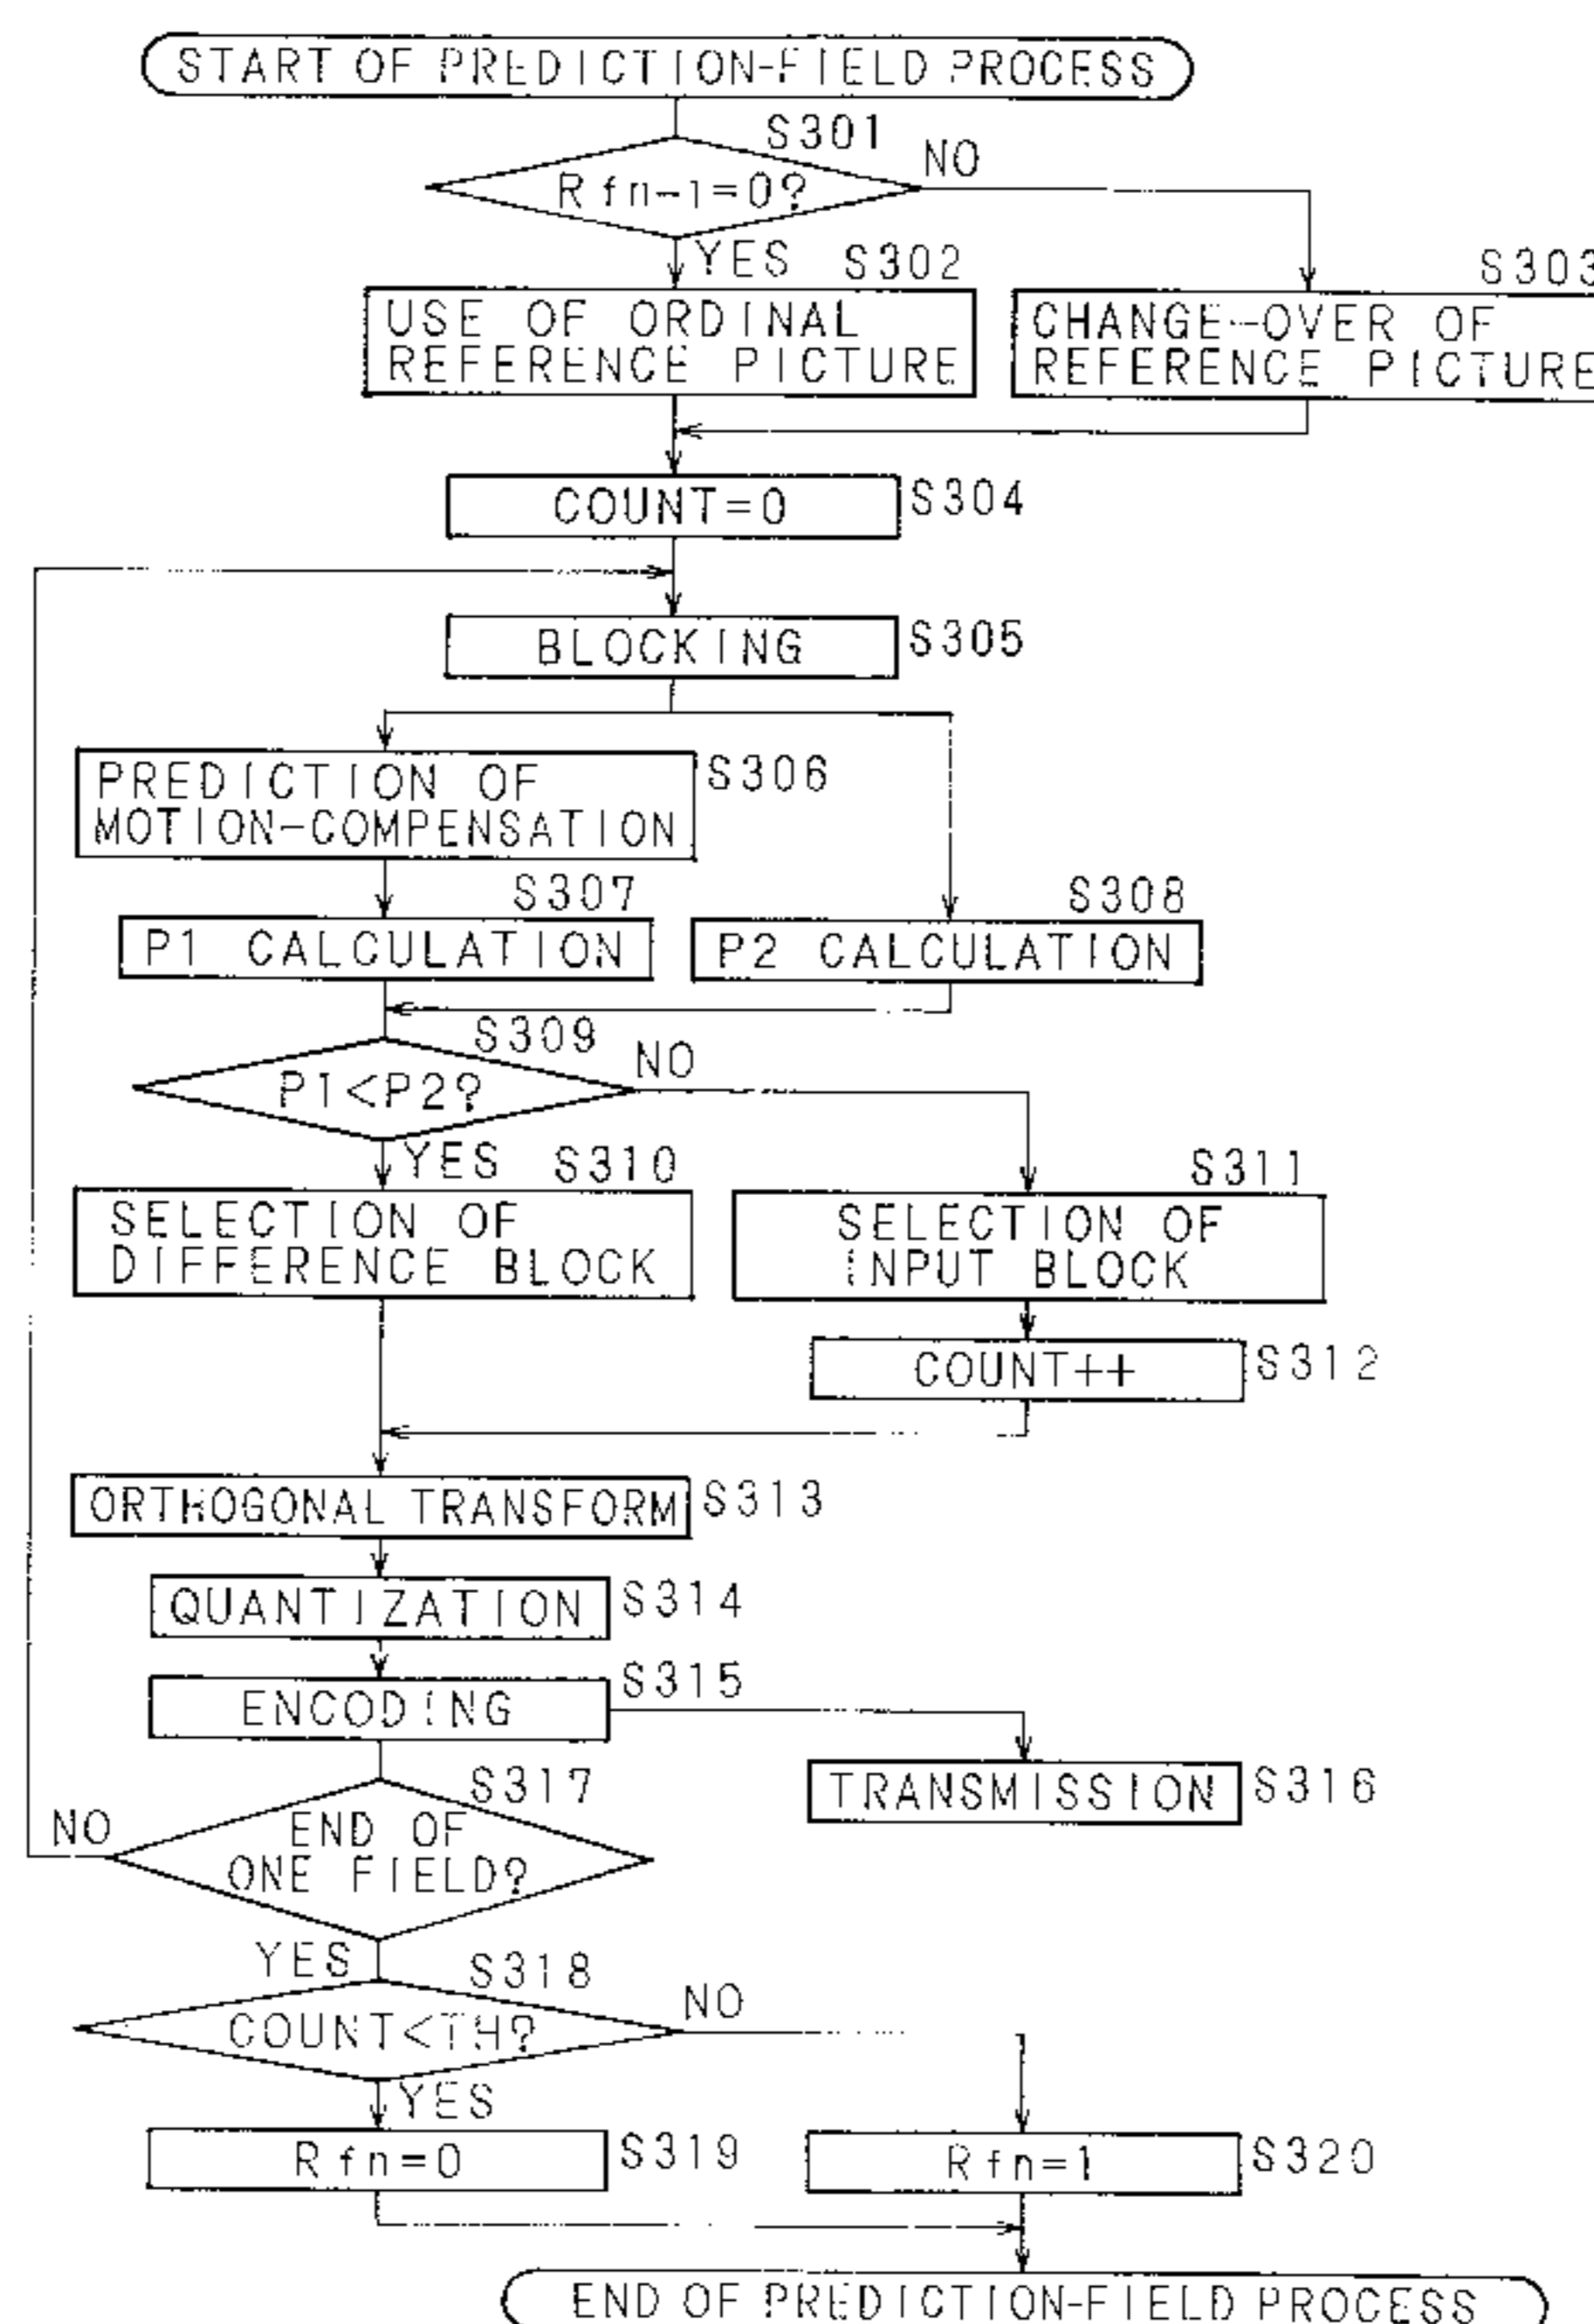 START OF PREDICTION-FIELD PROCESS
S301
Rfn-1=0?
NO
YES
S302
S303
USE OF ORDINAL
REFERENCE PICTURE
CHANGE-OVER OF
REFERENCE PICTURE
COUNT=0
S304
BLOCKING
S305
PREDICTION OF
MOTION-COMPENSATION
S306
S307
S308
P1 CALCULATION
P2 CALCULATION
S309
P1<P2?
NO
YES
S310
S311
SELECTION OF
DIFFERENCE BLOCK
SELECTION OF
INPUT BLOCK
COUNT++
S312
ORTHOGONAL TRANSFORM
S313
QUANTIZATION
S314
ENCODING
S315
TRANSMISSION
S316
S317
NO
END OF
ONE FIELD?
YES
S318
COUNT<TH?
NO
YES
Rfn=0
S319
Rfn=1
S320
END OF PREDICTION-FIELD PROCESS